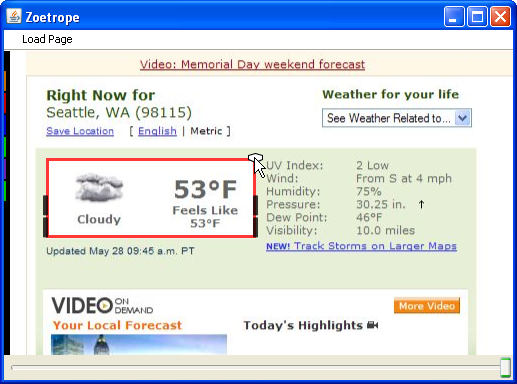 Zoetrope
Load Page
Video: Memorial Day weekend forecast
Right Now for
Seattle, WA (98115)
Save Location [ English | Metric ]
Weather for your life
See Weather Related to...
Cloudy
53°F
Feels Like
53°F
UV Index: 2 Low
Wind: From S at 4 mph
Humidity: 75%
Pressure: 30.25 in.
Dew Point: 46°F
Visibility: 10.0 miles
NEW! Track Storms on Larger Maps
Updated May 28 09:45 a.m. PT
VIDEO ON DEMAND
More Video
Your Local Forecast
Today's Highlights